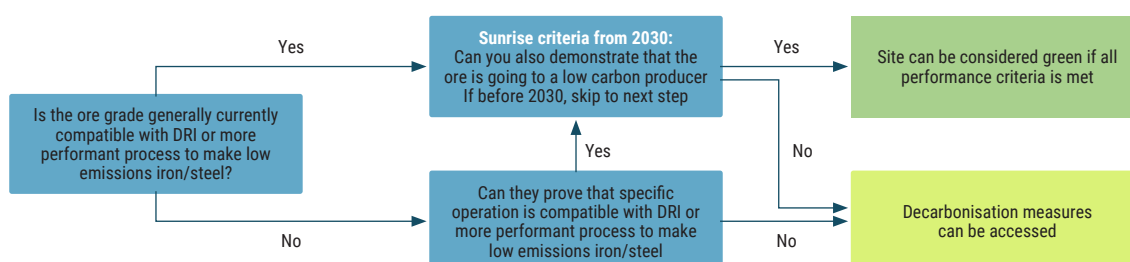 Is the ore grade generally currently
compatible with DRI or more
performant process to make low
emissions iron/steel?
Yes
No
Sunrise criteria from 2030:
Can you also demonstrate that the
ore is going to a low carbon producer
If before 2030, skip to next step
Yes
Can they prove that specific
operation is compatible with DRI or
more performant process to make
low emissions iron/steel
Yes
No
No
Site can be considered green if all
performance criteria is met
Decarbonisation measures
can be accessed